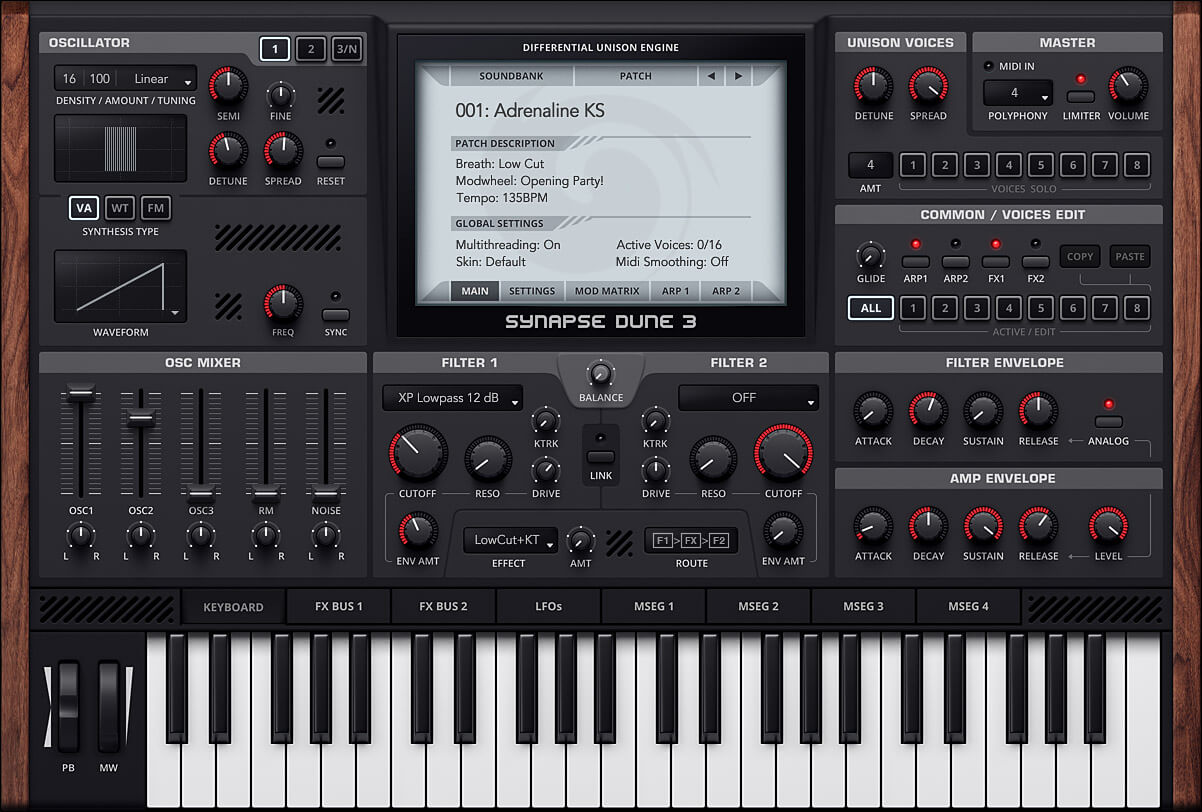 OSCILLATOR
1 2 3/N
16 100 Linear
DENSITY / AMOUNT / TUNING
SEMI
FINE
DETUNE
SPREAD
RESET
VA WT FM
SYNTHESIS TYPE
WAVEFORM
FREQ
SYNC
DIFFERENTIAL UNISON ENGINE
SOUNDBANK
PATCH
001: Adrenaline KS
PATCH DESCRIPTION
Breath: Low Cut
Modwheel: Opening Party!
Tempo: 135BPM
GLOBAL SETTINGS
Multithreading: On
Active Voices: 0/16
Skin: Default
Midi Smoothing: Off
MAIN
SETTINGS
MOD MATRIX
ARP 1
ARP 2
SYNAPSE DUNE 3
UNISON VOICES
DETUNE
SPREAD
MASTER
MIDI IN
4
POLYPHONY
LIMITER
VOLUME
4
AMT
1 2 3 4 5 6 7 8
VOICES SOLO
COMMON / VOICES EDIT
GLIDE
ARP1
ARP2
FX1
FX2
COPY
PASTE
ALL
1 2 3 4 5 6 7 8
ACTIVE / EDIT
OSC MIXER
OSC1
OSC2
OSC3
RM
NOISE
L R
L R
L R
L R
L R
FILTER 1
BALANCE
FILTER 2
XP Lowpass 12 dB
OFF
KTRK
KTRK
LINK
CUTOFF
RESO
DRIVE
DRIVE
RESO
CUTOFF
ENV AMT
LowCut+KT
EFFECT
AMT
F1 > FX > F2
ROUTE
ENV AMT
FILTER ENVELOPE
ATTACK
DECAY
SUSTAIN
RELEASE
ANALOG
AMP ENVELOPE
ATTACK
DECAY
SUSTAIN
RELEASE
LEVEL
KEYBOARD
FX BUS 1
FX BUS 2
LFOs
MSEG 1
MSEG 2
MSEG 3
MSEG 4
PB
MW